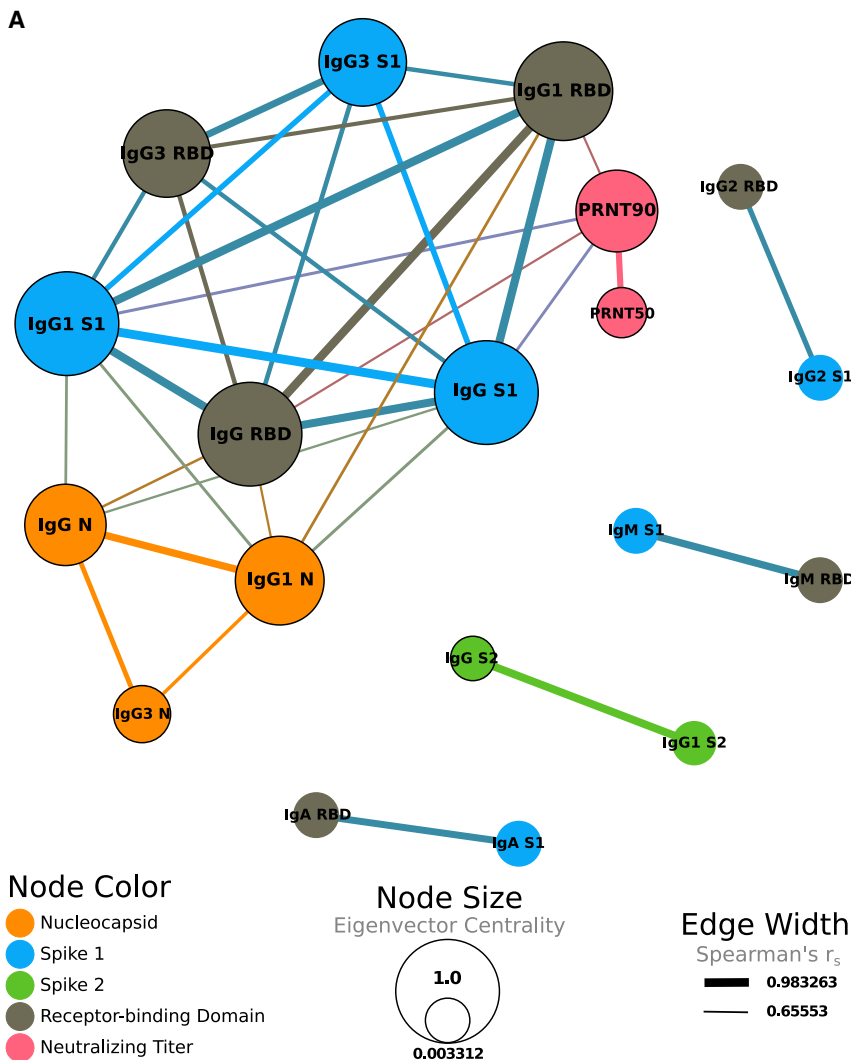 A
IgG3 S1
IgG1 RBD
IgG3 RBD
IgG2 RBD
PRNT90
PRNT50
IgG1 S1
IgG2 S1
IgG S1
IgG RBD
IgG N
IgM S1
IgG1 N
IgM RBD
IgG S2
IgG3 N
IgG1 S2
IgA RBD
IgA S1
Node Color
Nucleocapsid
Spike 1
Spike 2
Receptor-binding Domain
Neutralizing Titer
Node Size
Eigenvector Centrality
1.0
0.003312
Edge Width
Spearman's rₛ
0.983263
0.65553